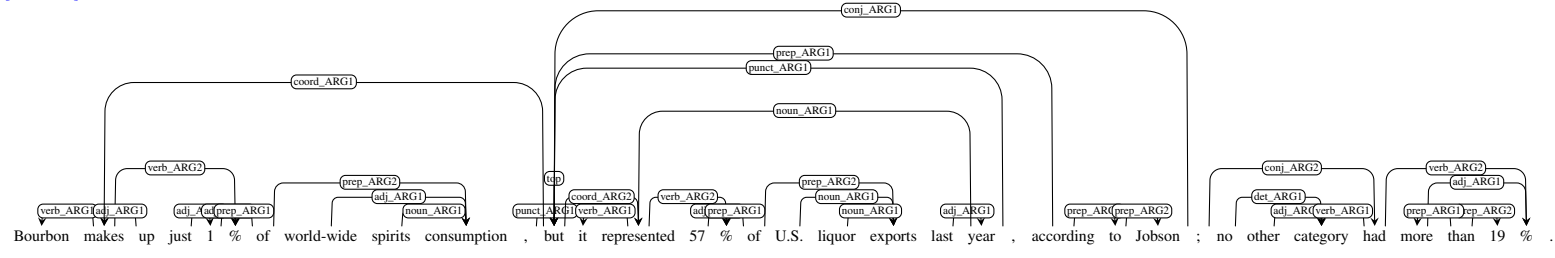 conj_ARG1
prep_ARG1
punct_ARG1
coord_ARG1
noun_ARG1
verb_ARG2 conj_ARG2 verb_ARG2
top
prep_ARG2 prep_ARG2 adj_ARG1
adj_ARG1 coord_ARG2 verb_ARG2 noun_ARG1 det_ARG1
verb_ARG1 adj_ARG1 prep_ARG1 noun_ARG1 punct_ARG1 verb_ARG1 prep_ARG1 noun_ARG1 adj_ARG1 prep_ARG2 verb_ARG1 prep_ARG1
Bourbon makes up just 1 % of world-wide spirits consumption , but it represented 57 % of U.S. liquor exports last year , according to Jobson ; no other category had more than 19 % .